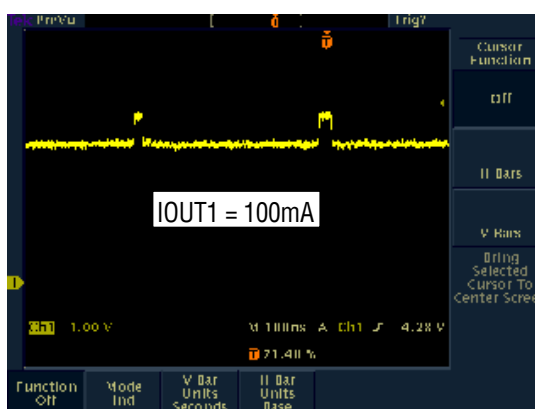 PreVu
Trig?
T
Cursor
Function
Off
H Bars
IOUT1 = 100mA
V Bars
Bring
Selected
Cursor To
Center Scree
1
Ch1 1.00 V M 100ms A Ch1 4.28 V
T 71.40 %
Function
Off
Mode
Ind
V Bar
Units
Seconds
H Bar
Units
Base